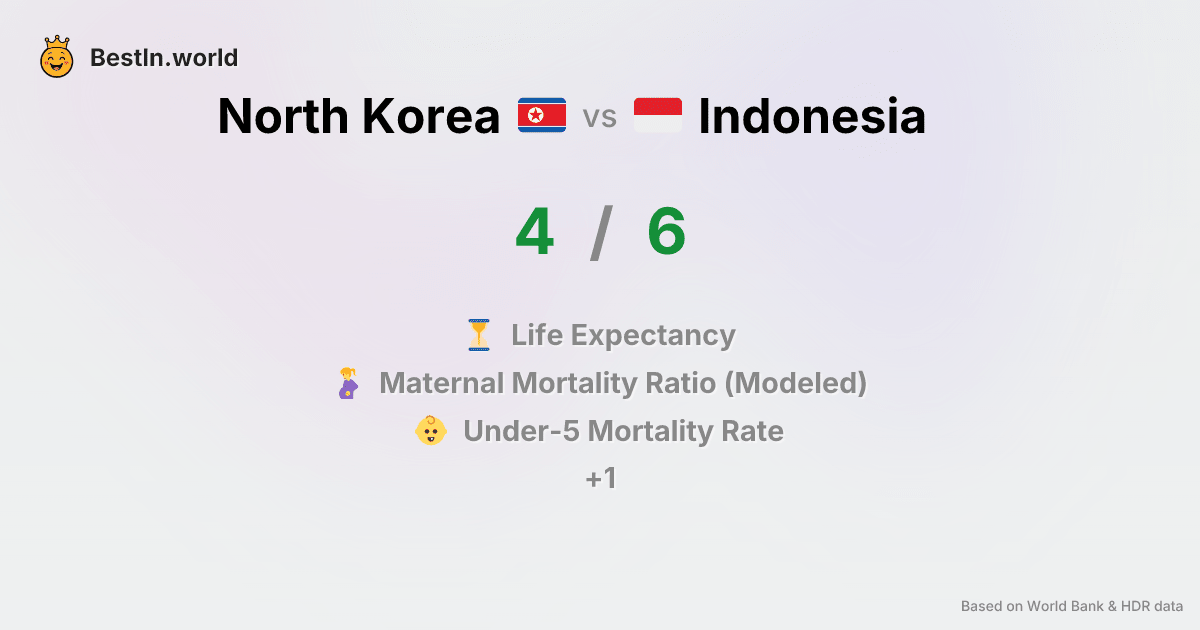 BestIn.world
North Korea vs Indonesia
4 / 6
Life Expectancy
Maternal Mortality Ratio (Modeled)
Under-5 Mortality Rate
+1
Based on World Bank & HDR data